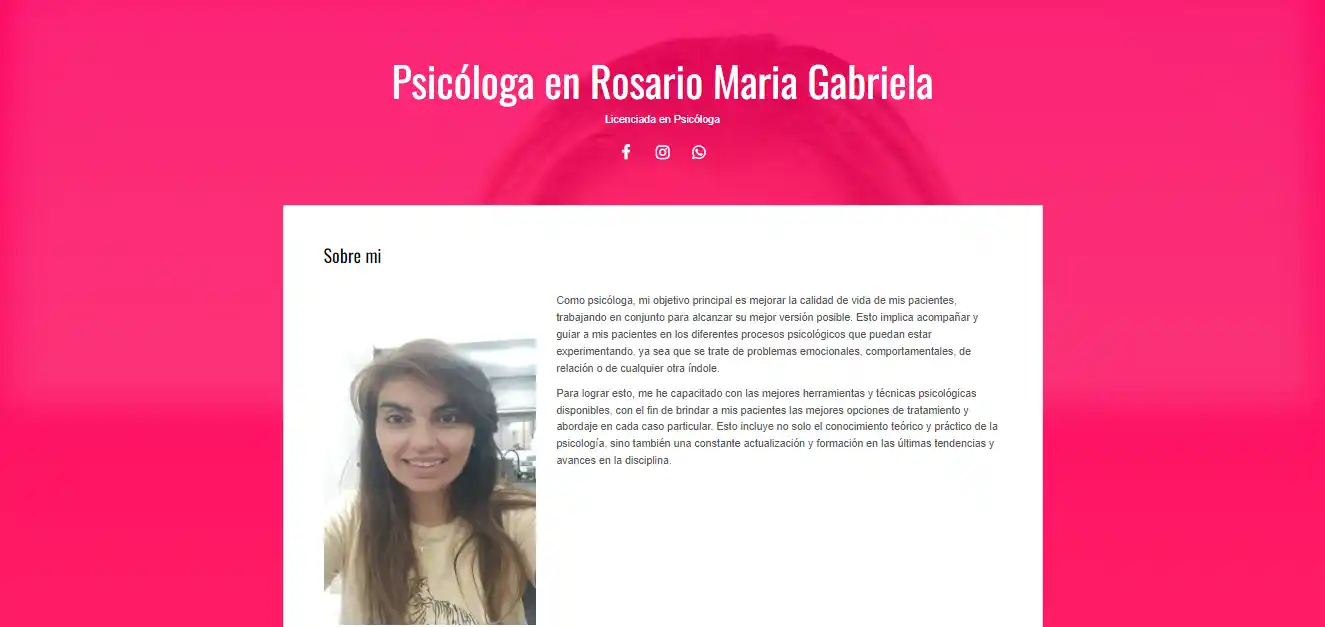 Psicóloga en Rosario Maria Gabriela
Licenciada en Psicóloga
Sobre mi
Como psicóloga, mi objetivo principal es mejorar la calidad de vida de mis pacientes,
trabajando en conjunto para alcanzar su mejor versión posible. Esto implica acompañar y
guiar a mis pacientes en los diferentes procesos psicológicos que puedan estar
experimentando, ya sea que se trate de problemas emocionales, comportamentales, de
relación o de cualquier otra índole.
Para lograr esto, me he capacitado con las mejores herramientas y técnicas psicológicas
disponibles, con el fin de brindar a mis pacientes las mejores opciones de tratamiento y
abordaje en cada caso particular. Esto incluye no solo el conocimiento teórico y práctico de la
psicología, sino también una constante actualización y formación en las últimas tendencias y
avances en la disciplina.